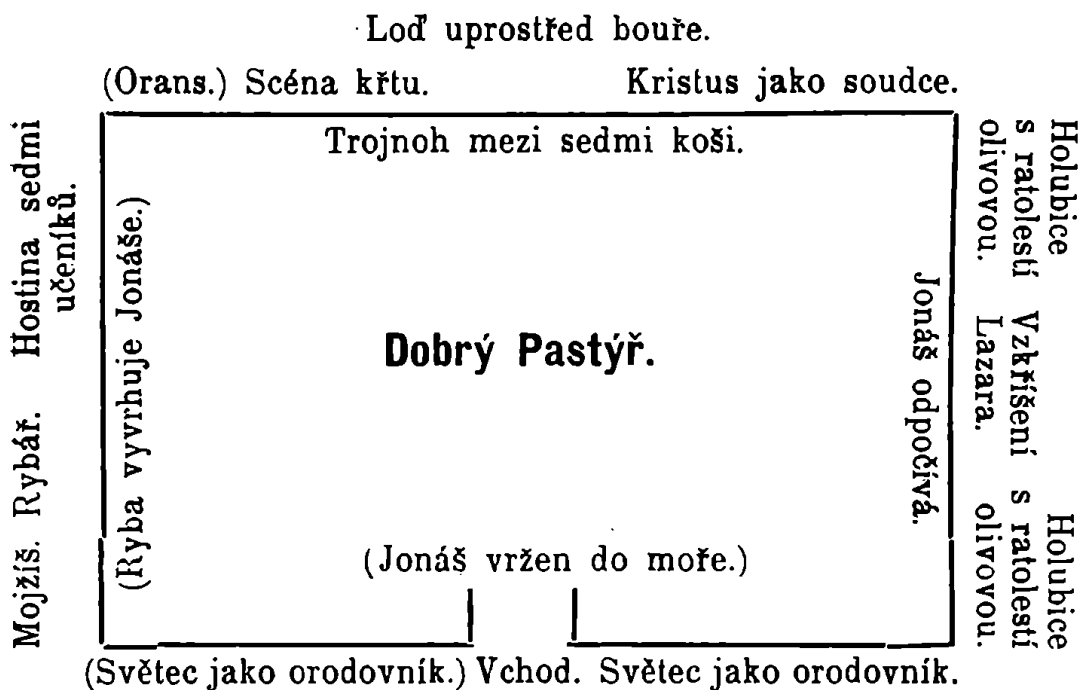 Loď uprostřed bouře.
(Orans.) Scéna křtu.
Kristus jako soudce.
Trojnoh mezi sedmi koši.
Hostina sedmi
učeníků.
Rybář.
Mojžíš.
(Ryba vyvrhuje Jonáše.)
Dobrý Pastýř.
Jonáš odpočívá.
Holubice
s ratolestí
olivovou.
Vzkříšení
Lazara.
Holubice
s ratolestí
olivovou.
(Jonáš vržen do moře.)
(Světec jako orodovník.) Vchod. Světec jako orodovník.